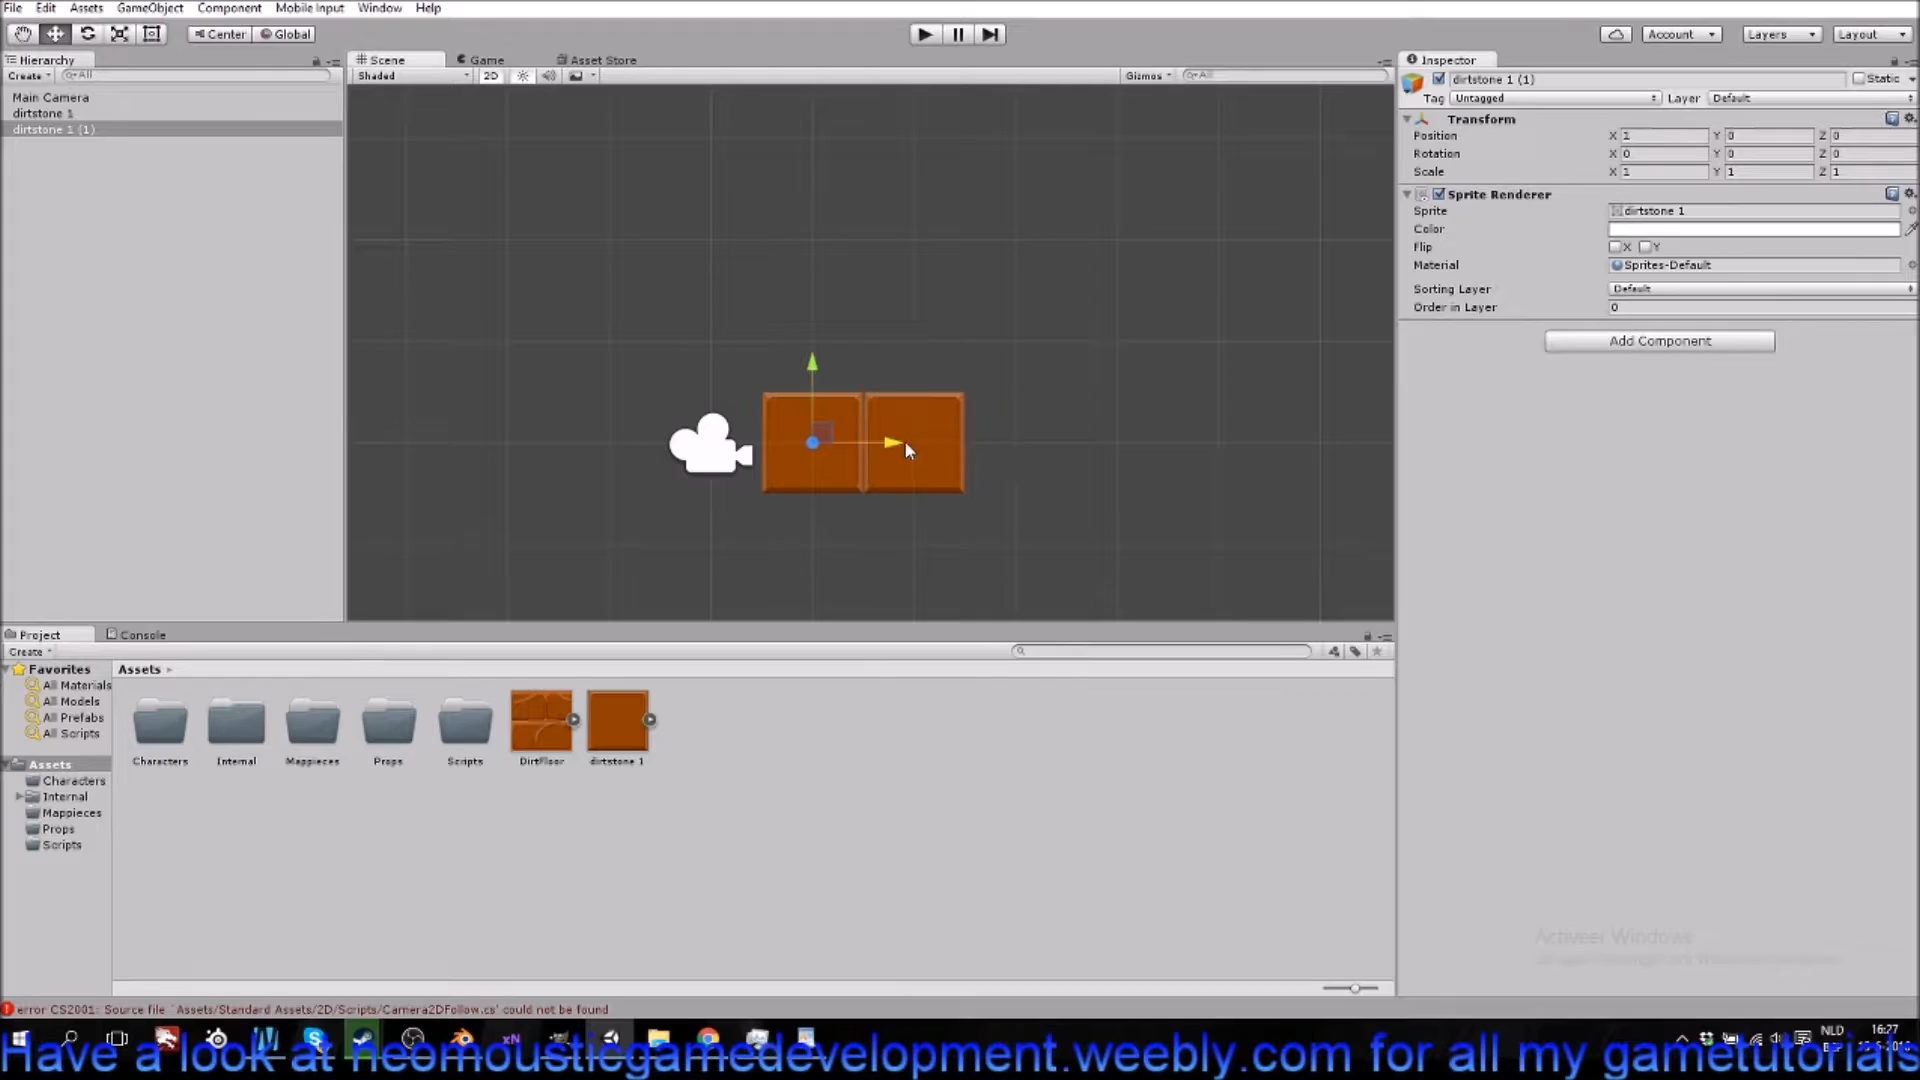 File Edit Assets GameObject Component Mobile Input Window Help
Center Global Account Layers Layout
Hierarchy
Create All
Main Camera
dirtstone 1
dirtstone 1 (1)
Scene Game Asset Store
Shaded 2D Gizmos All
Inspector
dirtstone 1 (1) Static
Tag Untagged Layer Default
Transform
Position X 1 Y 0 Z 0
Rotation X 0 Y 0 Z 0
Scale X 1 Y 1 Z 1
Sprite Renderer
Sprite dirtstone 1
Color
Flip X Y
Material Sprites-Default
Sorting Layer Default
Order in Layer 0
Add Component
Project Console
Create
Favorites
All Materials
All Models
All Prefabs
All Scripts
Assets
Characters
Internal
Mappieces
Props
Scripts
Assets
Characters Internal Mappieces Props Scripts DirtFloor dirtstone 1
Activeer Windows
error CS2001: Source file `Assets/Standard Assets/2D/Scripts/Camera2DFollow.cs' could not be found
NLD 16:27
Have a look at neomousticgamedevelopment.weebly.com for all my gametutorials